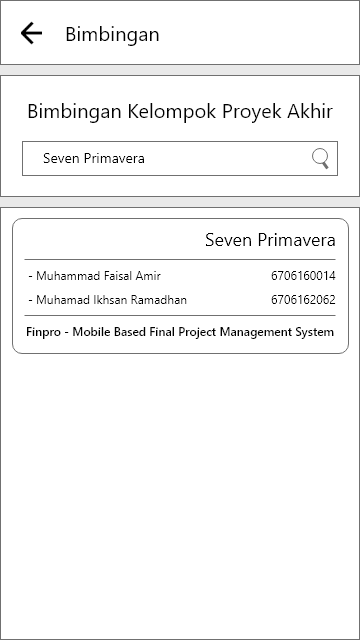 Bimbingan
Bimbingan Kelompok Proyek Akhir
Seven Primavera
Seven Primavera
- Muhammad Faisal Amir 6706160014
- Muhamad Ikhsan Ramadhan 6706162062
Finpro - Mobile Based Final Project Management System